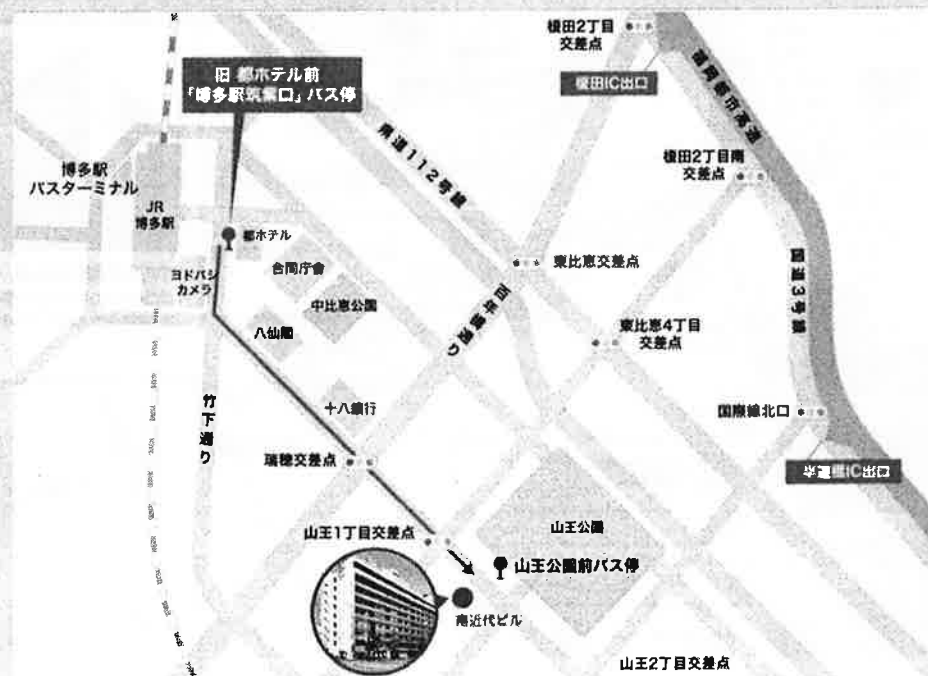 榎田2丁目
交差点
旧 都ホテル前
「博多駅筑紫口」バス停
榎田IC出口
福岡都市高速
県道112号線
榎田2丁目南
交差点
博多駅
バスターミナル
JR
博多駅
都ホテル
合同庁舎
東比恵交差点
国道3号線
ヨドバシ
カメラ
中比恵公園
八仙閣
百年橋通り
東比恵4丁目
交差点
十八銀行
竹下通り
国際線北口
瑞穂交差点
IC出口
山王1丁目交差点
山王公園
山王公園前バス停
南近代ビル
山王2丁目交差点